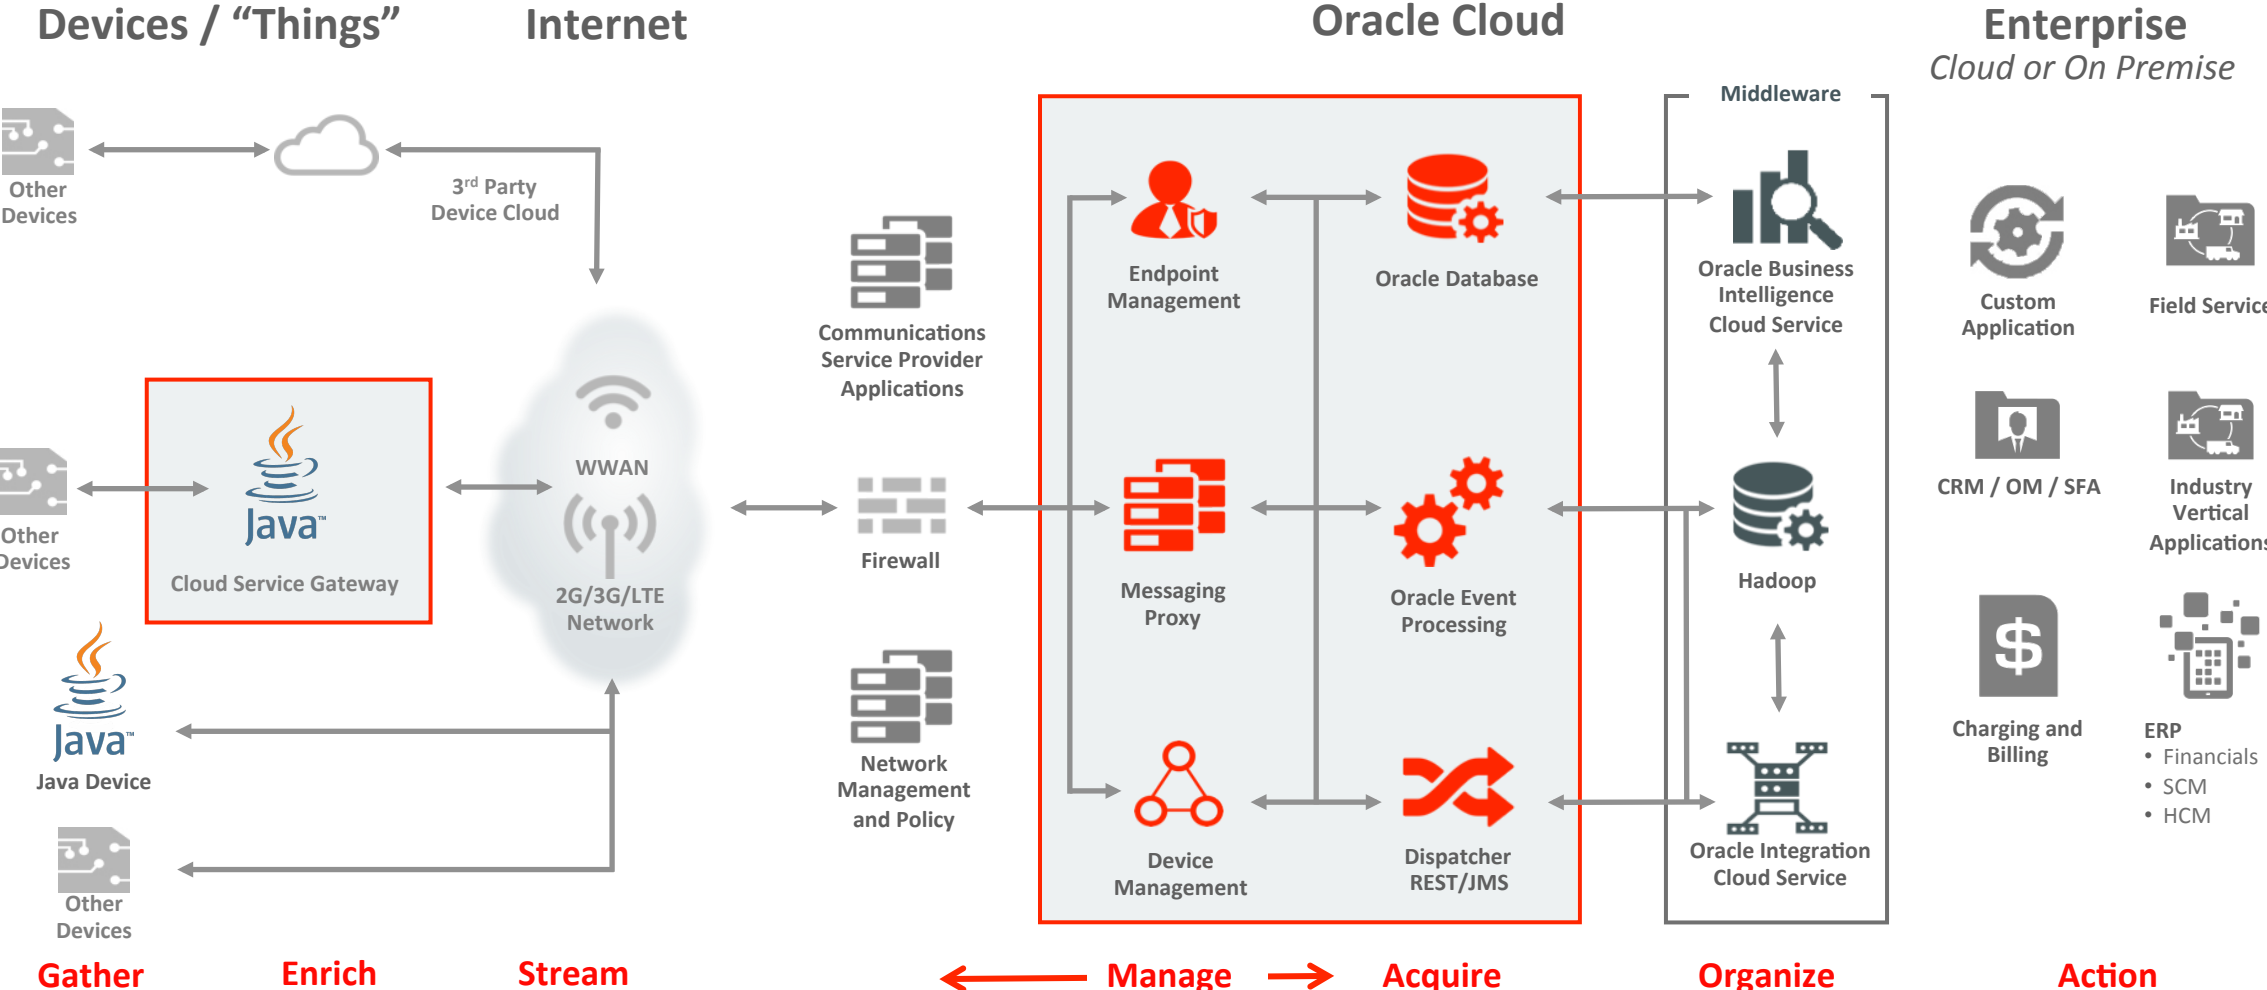 Devices / “Things”
Internet
Oracle Cloud
Enterprise
Cloud or On Premise
Other
Devices
3rd Party
Device Cloud
Other
Devices
Java™
Cloud Service Gateway
Java™
Java Device
Other
Devices
WWAN
2G/3G/LTE
Network
Communications
Service Provider
Applications
Firewall
Network
Management
and Policy
Endpoint
Management
Oracle Database
Messaging
Proxy
Oracle Event
Processing
Device
Management
Dispatcher
REST/JMS
Middleware
Oracle Business
Intelligence
Cloud Service
Hadoop
Oracle Integration
Cloud Service
Custom
Application
Field Service
CRM / OM / SFA
Industry
Vertical
Applications
$
Charging and
Billing
ERP
• Financials
• SCM
• HCM
Gather
Enrich
Stream
Manage
Acquire
Organize
Action